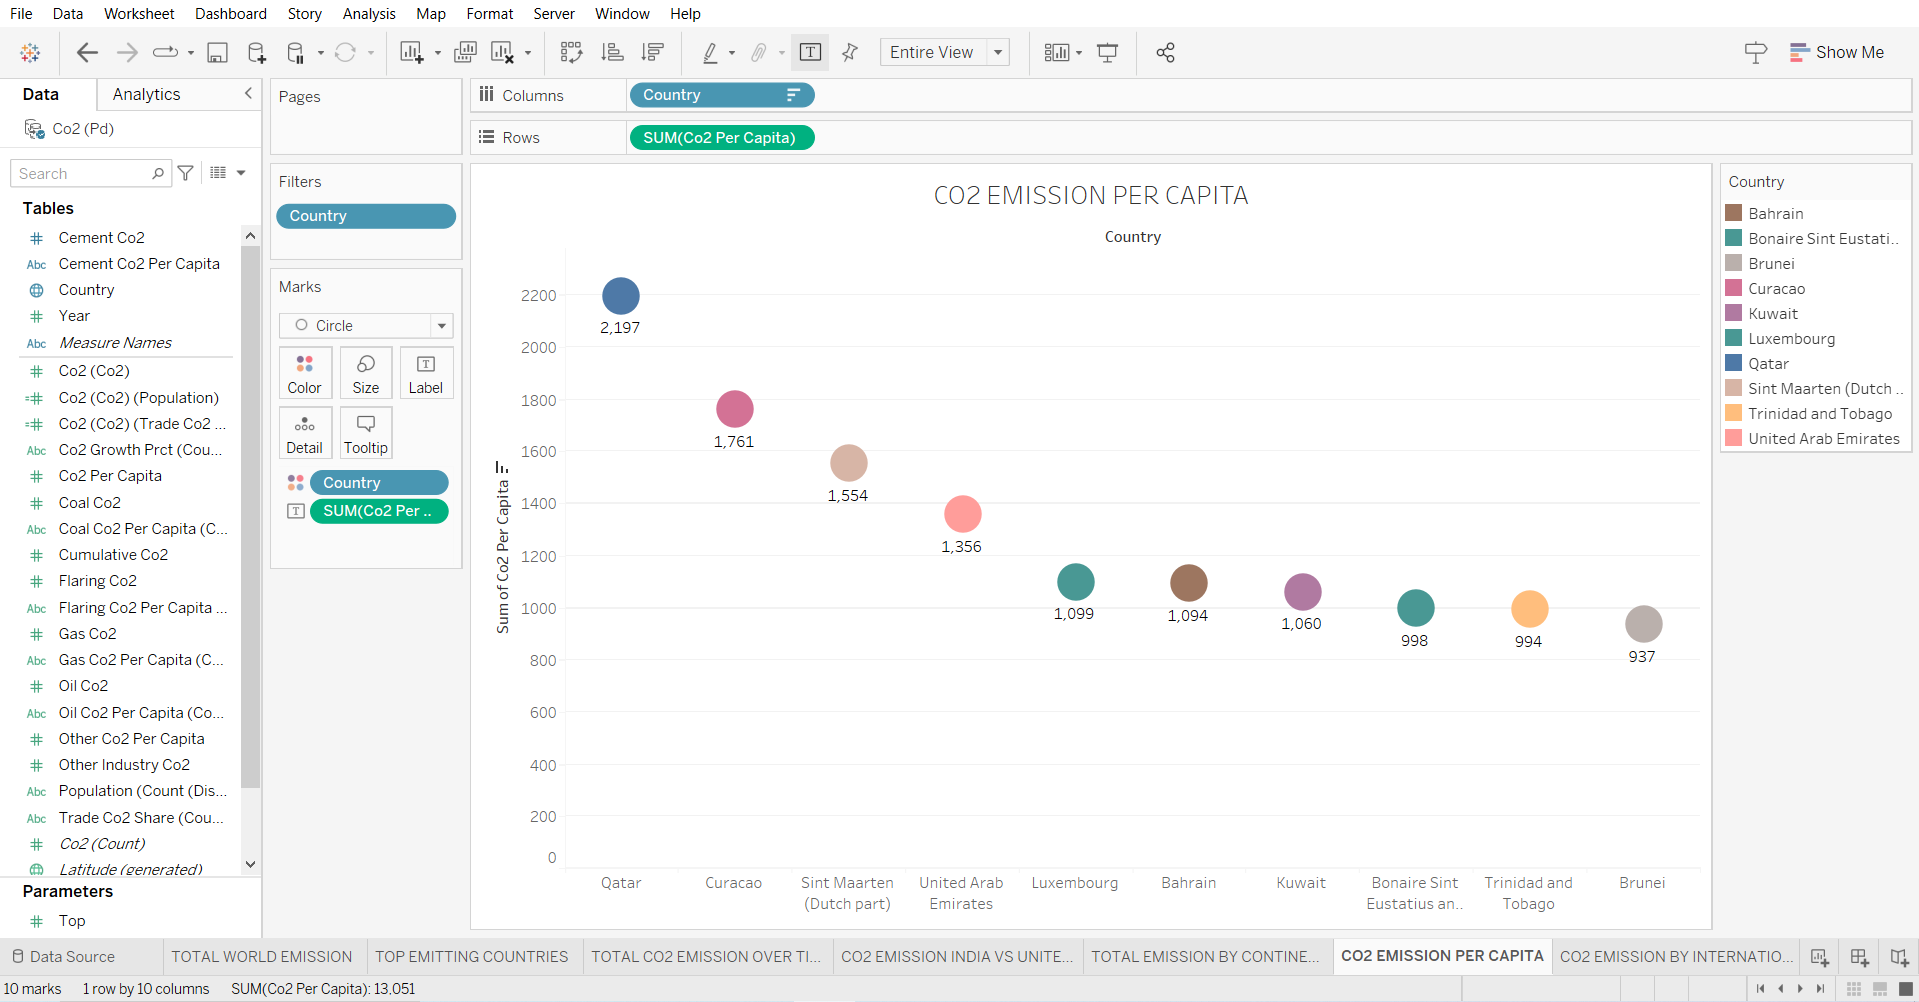 File Data Worksheet Dashboard Story Analysis Map Format Server Window Help
Entire View
Show Me
Data Analytics
Co2 (Pd)
Search
Tables
Cement Co2
Abc Cement Co2 Per Capita
Country
Year
Abc Measure Names
Co2 (Co2)
Co2 (Co2) (Population)
Co2 (Co2) (Trade Co2 ...
Abc Co2 Growth Prct (Cou...
Co2 Per Capita
Coal Co2
Abc Coal Co2 Per Capita (C...
Cumulative Co2
Flaring Co2
Abc Flaring Co2 Per Capita ...
Gas Co2
Abc Gas Co2 Per Capita (C...
Oil Co2
Abc Oil Co2 Per Capita (Co...
Other Co2 Per Capita
Other Industry Co2
Abc Population (Count (Dis...
Abc Trade Co2 Share (Cou...
Co2 (Count)
Latitude (generated)
Parameters
Top
Pages
Filters
Country
Marks
Circle
Color Size Label
Detail Tooltip
Country
SUM(Co2 Per ..
Columns Country
Rows SUM(Co2 Per Capita)
CO2 EMISSION PER CAPITA
Country
Sum of Co2 Per Capita
2200
2000
1800
1600
1400
1200
1000
800
600
400
200
0
2,197
1,761
1,554
1,356
1,099
1,094
1,060
998
994
937
Qatar
Curacao
Sint Maarten
(Dutch part)
United Arab
Emirates
Luxembourg
Bahrain
Kuwait
Bonaire Sint
Eustatius an..
Trinidad and
Tobago
Brunei
Country
Bahrain
Bonaire Sint Eustati..
Brunei
Curacao
Kuwait
Luxembourg
Qatar
Sint Maarten (Dutch ..
Trinidad and Tobago
United Arab Emirates
Data Source TOTAL WORLD EMISSION TOP EMITTING COUNTRIES TOTAL CO2 EMISSION OVER TI... CO2 EMISSION INDIA VS UNITE... TOTAL EMISSION BY CONTINE... CO2 EMISSION PER CAPITA CO2 EMISSION BY INTERNATIO...
10 marks 1 row by 10 columns SUM(Co2 Per Capita): 13,051